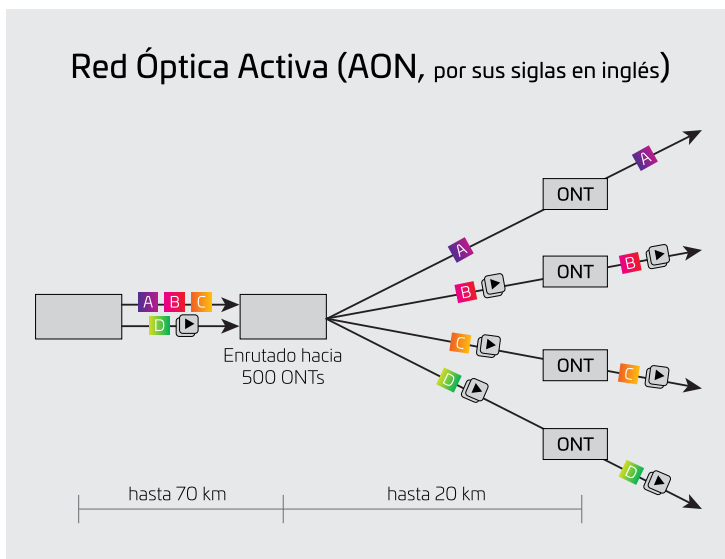 Red Óptica Activa (AON, por sus siglas en inglés)
A
ONT
A
B
ONT
B
A B C
D
Enrutado hacia
500 ONTs
C
ONT
C
D
ONT
D
hasta 70 km
hasta 20 km